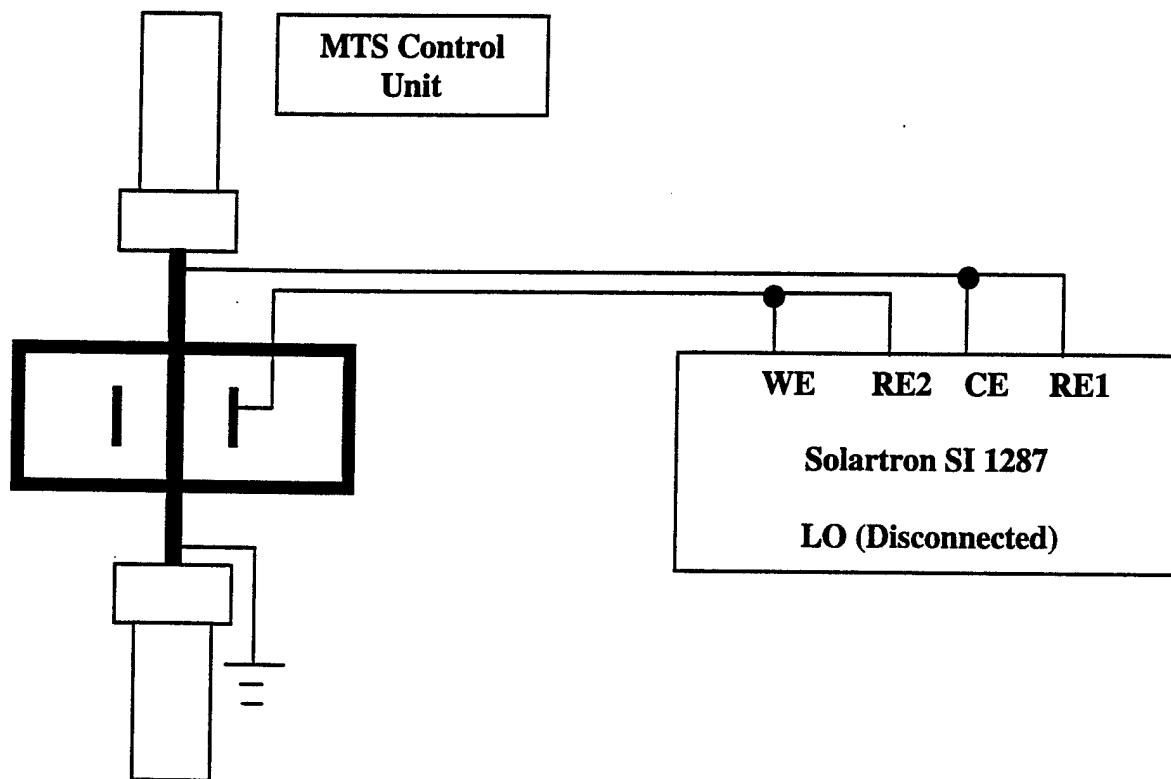 MTS Control
Unit
WE RE2 CE RE1
Solartron SI 1287
LO (Disconnected)